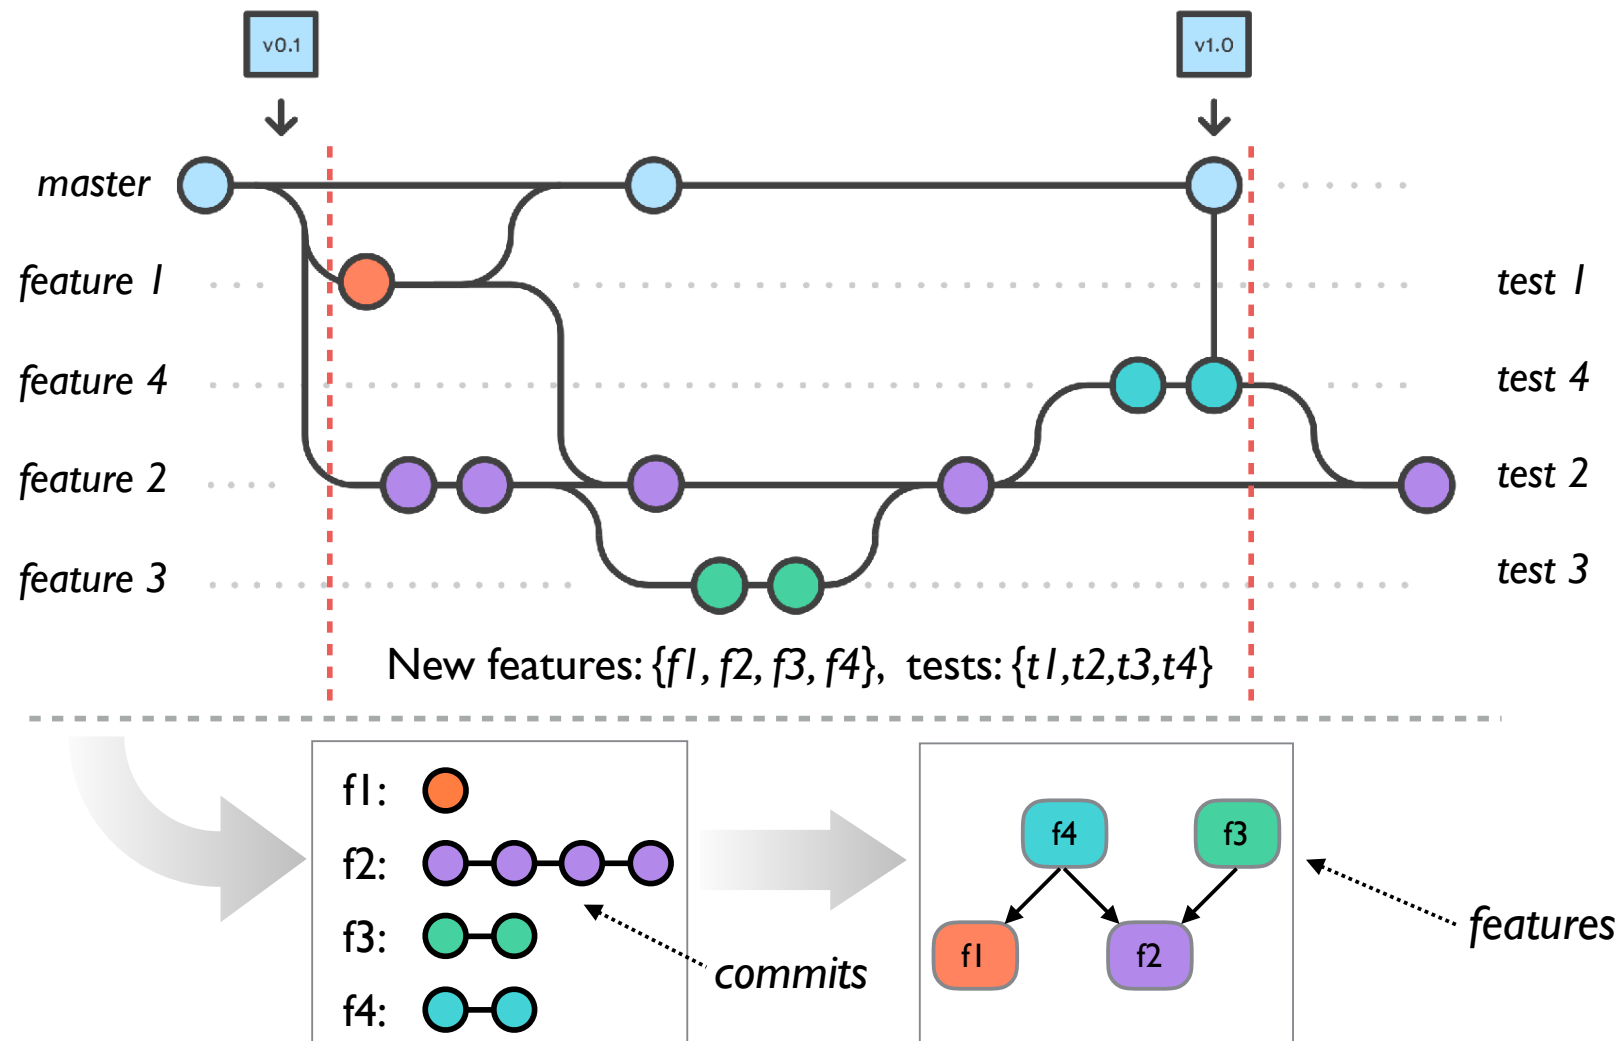 v0.1
v1.0
master
feature 1
test 1
feature 4
test 4
feature 2
test 2
feature 3
test 3
New features: {f1, f2, f3, f4}, tests: {t1,t2,t3,t4}
f1:
f2:
f3:
f4:
commits
f4
f3
f1
f2
features